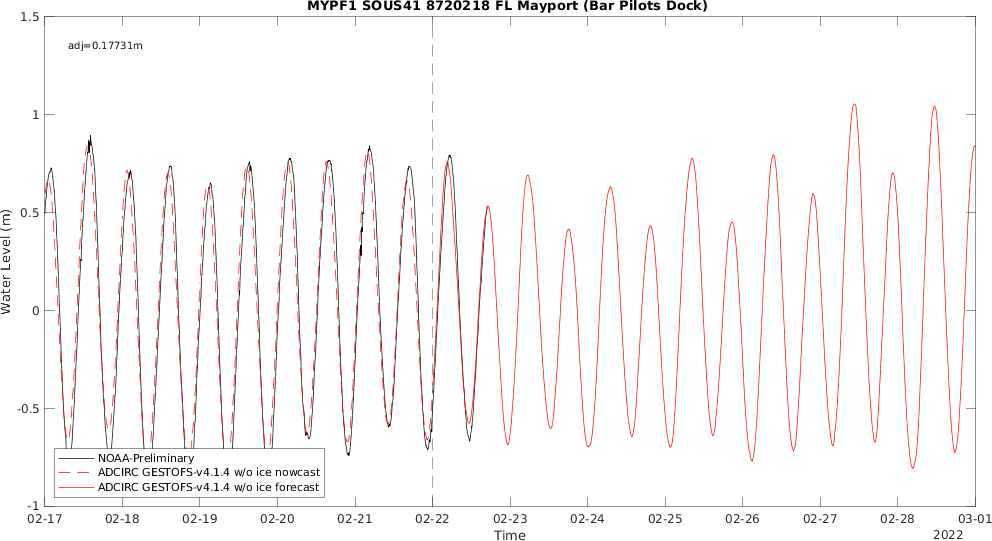 MYPF1 SOUS41 8720218 FL Mayport (Bar Pilots Dock)
adj=0.17731m
1.5
1
0.5
0
-0.5
-1
Water Level (m)
NOAA-Preliminary
ADCIRC GESTOFS-v4.1.4 w/o ice nowcast
ADCIRC GESTOFS-v4.1.4 w/o ice forecast
02-17 02-18 02-19 02-20 02-21 02-22 02-23 02-24 02-25 02-26 02-27 02-28 03-01
Time
2022